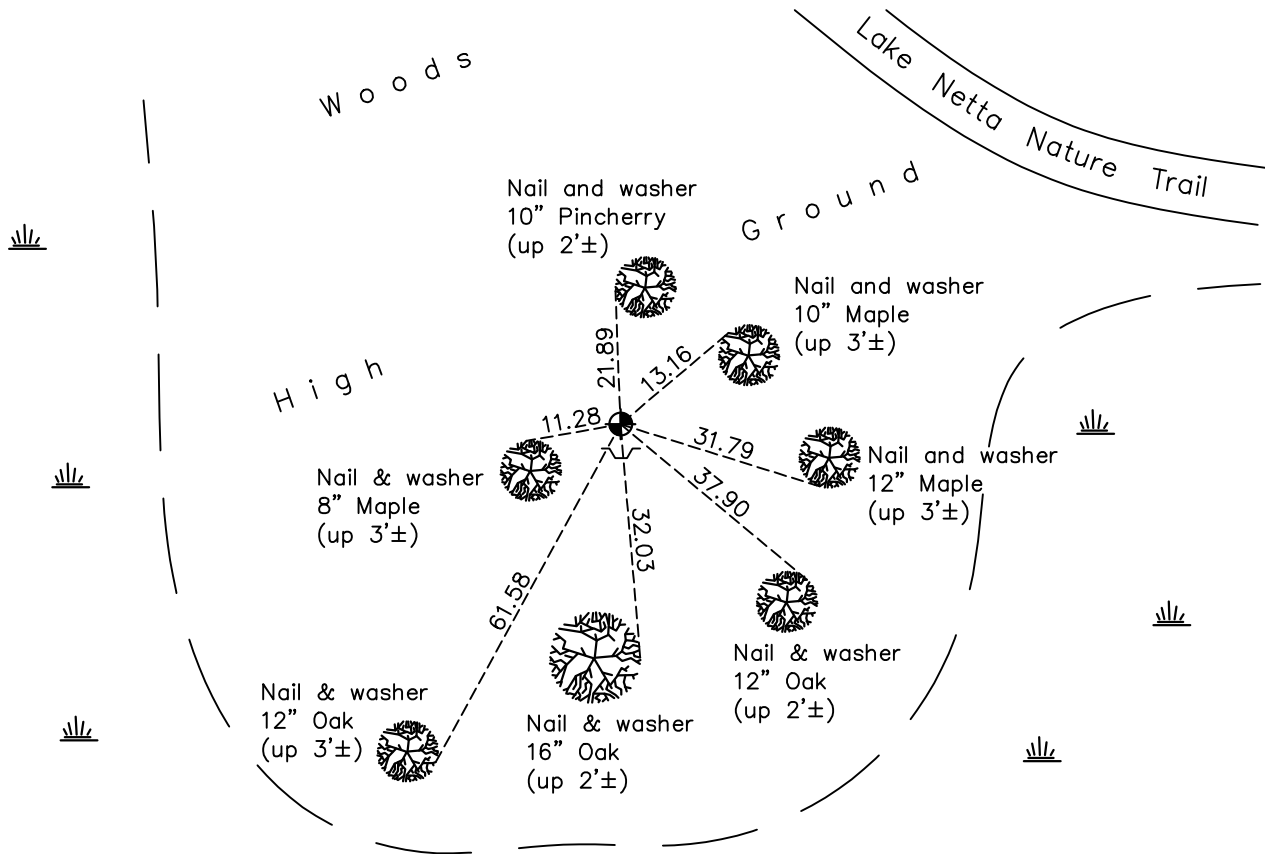 Lake Netta Nature Trail
Woods
Nail and washer
10” Pincherry
(up 2’±)
Ground
Nail and washer
10” Maple
(up 3’±)
21.89
13.16
High
11.28
31.79
Nail and washer
12” Maple
(up 3’±)
Nail & washer
8” Maple
(up 3’±)
37.90
32.03
61.58
Nail & washer
12” Oak
(up 2’±)
Nail & washer
12” Oak
(up 3’±)
Nail & washer
16” Oak
(up 2’±)